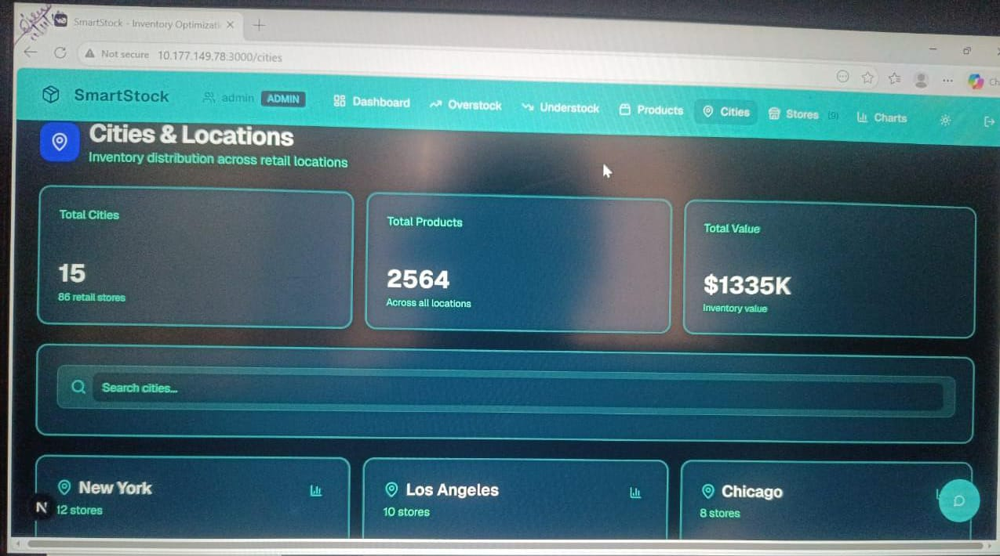 SmartStock - Inventory Optimizati
Not secure 10.177.149.78:3000/cities
SmartStock admin ADMIN Dashboard Overstock Understock Products Cities Stores (9) Charts
Cities & Locations
Inventory distribution across retail locations
Total Cities
15
86 retail stores
Total Products
2564
Across all locations
Total Value
$1335K
Inventory value
Search cities...
New York
12 stores
Los Angeles
10 stores
Chicago
8 stores
N